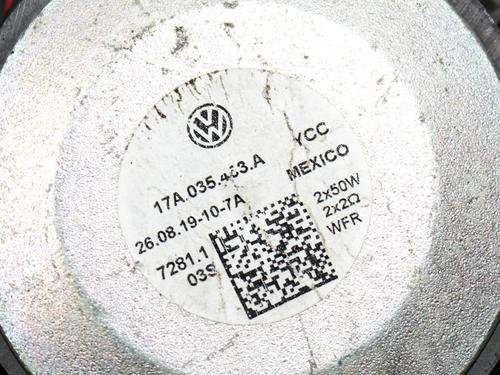 YCC
MEXICO
17A.035.453.A
26.08.19-10-7A
2x50W
2x2Ω
WFR
7281.1
03S